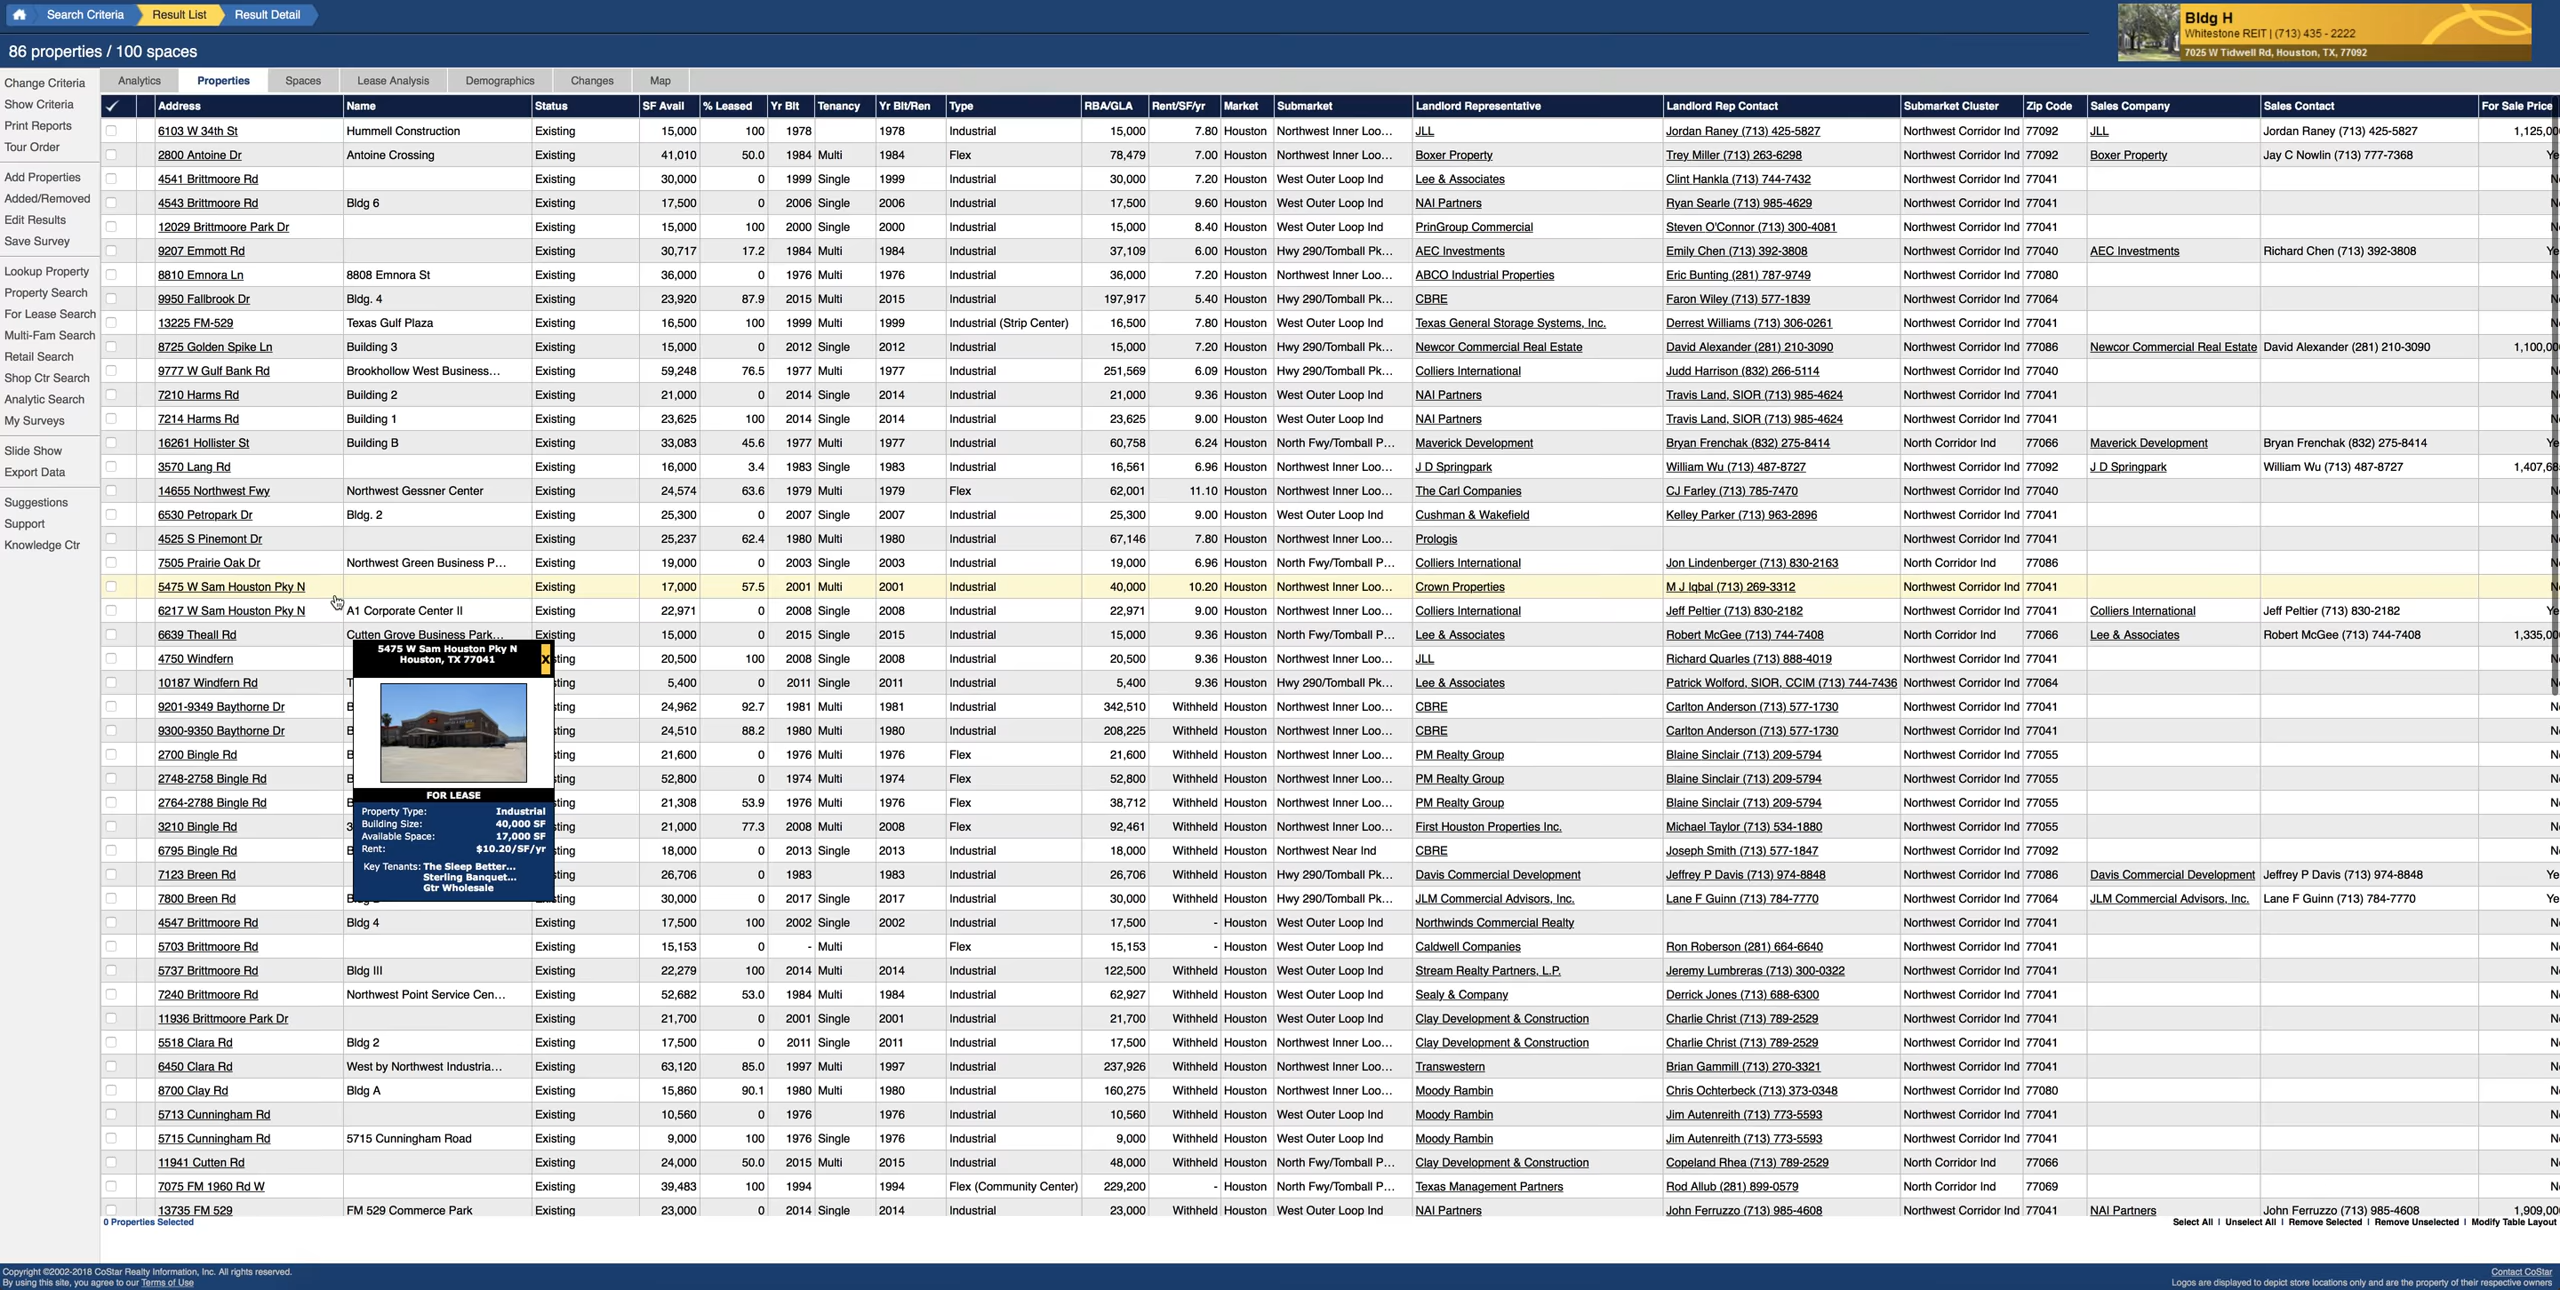 Search Criteria Result List Result Detail
Bldg H
Whitestone REIT | (713) 435 - 2222
7025 W Tidwell Rd, Houston, TX, 77092
86 properties / 100 spaces
Analytics Properties Spaces Lease Analysis Demographics Changes Map
Change Criteria
Show Criteria
Print Reports
Tour Order
Add Properties
Added/Removed
Edit Results
Save Survey
Lookup Property
Property Search
For Lease Search
Multi-Fam Search
Retail Search
Shop Ctr Search
Analytic Search
My Surveys
Slide Show
Export Data
Suggestions
Support
Knowledge Ctr
Address Name Status SF Avail % Leased Yr Blt Tenancy Yr Blt/Ren Type RBA/GLA Rent/SF/yr Market Submarket Landlord Representative Landlord Rep Contact Submarket Cluster Zip Code Sales Company Sales Contact For Sale Price
6103 W 34th St Hummell Construction Existing 15,000 100 1978 1978 Industrial 15,000 7.80 Houston Northwest Inner Loo... JLL Jordan Raney (713) 425-5827 Northwest Corridor Ind 77092 JLL Jordan Raney (713) 425-5827 1,125,00
2800 Antoine Dr Antoine Crossing Existing 41,010 50.0 1984 Multi 1984 Flex 78,479 7.00 Houston Northwest Inner Loo... Boxer Property Trey Miller (713) 263-6298 Northwest Corridor Ind 77092 Boxer Property Jay C Nowlin (713) 777-7368 Ye
4541 Brittmoore Rd Existing 30,000 0 1999 Single 1999 Industrial 30,000 7.20 Houston West Outer Loop Ind Lee & Associates Clint Hankla (713) 744-7432 Northwest Corridor Ind 77041 N
4543 Brittmoore Rd Bldg 6 Existing 17,500 0 2006 Single 2006 Industrial 17,500 9.60 Houston West Outer Loop Ind NAI Partners Ryan Searle (713) 985-4629 Northwest Corridor Ind 77041 N
12029 Brittmoore Park Dr Existing 15,000 100 2000 Single 2000 Industrial 15,000 8.40 Houston West Outer Loop Ind PrinGroup Commercial Steven O'Connor (713) 300-4081 Northwest Corridor Ind 77041 N
9207 Emmott Rd Existing 30,717 17.2 1984 Multi 1984 Industrial 37,109 6.00 Houston Hwy 290/Tomball Pk... AEC Investments Emily Chen (713) 392-3808 Northwest Corridor Ind 77040 AEC Investments Richard Chen (713) 392-3808 Ye
8810 Emnora Ln 8808 Emnora St Existing 36,000 0 1976 Multi 1976 Industrial 36,000 7.20 Houston Northwest Inner Loo... ABCO Industrial Properties Eric Bunting (281) 787-9749 Northwest Corridor Ind 77080 N
9950 Fallbrook Dr Bldg. 4 Existing 23,920 87.9 2015 Multi 2015 Industrial 197,917 5.40 Houston Hwy 290/Tomball Pk... CBRE Faron Wiley (713) 577-1839 Northwest Corridor Ind 77064 N
13225 FM-529 Texas Gulf Plaza Existing 16,500 100 1999 Multi 1999 Industrial (Strip Center) 16,500 7.80 Houston West Outer Loop Ind Texas General Storage Systems, Inc. Derrest Williams (713) 306-0261 Northwest Corridor Ind 77041 N
8725 Golden Spike Ln Building 3 Existing 15,000 0 2012 Single 2012 Industrial 15,000 7.20 Houston Hwy 290/Tomball Pk... Newcor Commercial Real Estate David Alexander (281) 210-3090 Northwest Corridor Ind 77086 Newcor Commercial Real Estate David Alexander (281) 210-3090 1,100,00
9777 W Gulf Bank Rd Brookhollow West Business... Existing 59,248 76.5 1977 Multi 1977 Industrial 251,569 6.09 Houston Hwy 290/Tomball Pk... Colliers International Judd Harrison (832) 266-5114 Northwest Corridor Ind 77040 N
7210 Harms Rd Building 2 Existing 21,000 0 2014 Single 2014 Industrial 21,000 9.36 Houston West Outer Loop Ind NAI Partners Travis Land, SIOR (713) 985-4624 Northwest Corridor Ind 77041 N
7214 Harms Rd Building 1 Existing 23,625 100 2014 Single 2014 Industrial 23,625 9.00 Houston West Outer Loop Ind NAI Partners Travis Land, SIOR (713) 985-4624 Northwest Corridor Ind 77041 N
16261 Hollister St Building B Existing 33,083 45.6 1977 Multi 1977 Industrial 60,758 6.24 Houston North Fwy/Tomball P... Maverick Development Bryan Frenchak (832) 275-8414 North Corridor Ind 77066 Maverick Development Bryan Frenchak (832) 275-8414 Ye
3570 Lang Rd Existing 16,000 3.4 1983 Single 1983 Industrial 16,561 6.96 Houston Northwest Inner Loo... J D Springpark William Wu (713) 487-8727 Northwest Corridor Ind 77092 J D Springpark William Wu (713) 487-8727 1,407,68
14655 Northwest Fwy Northwest Gessner Center Existing 24,574 63.6 1979 Multi 1979 Flex 62,001 11.10 Houston Northwest Inner Loo... The Carl Companies CJ Farley (713) 785-7470 Northwest Corridor Ind 77040 N
6530 Petropark Dr Bldg. 2 Existing 25,300 0 2007 Single 2007 Industrial 25,300 9.00 Houston West Outer Loop Ind Cushman & Wakefield Kelley Parker (713) 963-2896 Northwest Corridor Ind 77041 N
4525 S Pinemont Dr Existing 25,237 62.4 1980 Multi 1980 Industrial 67,146 7.80 Houston Northwest Inner Loo... Prologis Northwest Corridor Ind 77041 N
7505 Prairie Oak Dr Northwest Green Business P... Existing 19,000 0 2003 Single 2003 Industrial 19,000 6.96 Houston North Fwy/Tomball P... Colliers International Jon Lindenberger (713) 830-2163 North Corridor Ind 77086 N
5475 W Sam Houston Pky N Existing 17,000 57.5 2001 Multi 2001 Industrial 40,000 10.20 Houston Northwest Inner Loo... Crown Properties M J Iqbal (713) 269-3312 Northwest Corridor Ind 77041 N
6217 W Sam Houston Pky N A1 Corporate Center II Existing 22,971 0 2008 Single 2008 Industrial 22,971 9.00 Houston Northwest Inner Loo... Colliers International Jeff Peltier (713) 830-2182 Northwest Corridor Ind 77041 Colliers International Jeff Peltier (713) 830-2182 Ye
6639 Theall Rd Cutten Grove Business Park... Existing 15,000 0 2015 Single 2015 Industrial 15,000 9.36 Houston North Fwy/Tomball P... Lee & Associates Robert McGee (713) 744-7408 North Corridor Ind 77066 Lee & Associates Robert McGee (713) 744-7408 1,335,00
4750 Windfern sting 20,500 100 2008 Single 2008 Industrial 20,500 9.36 Houston Northwest Inner Loo... JLL Richard Quarles (713) 888-4019 Northwest Corridor Ind 77041 N
10187 Windfern Rd T sting 5,400 0 2011 Single 2011 Industrial 5,400 9.36 Houston Hwy 290/Tomball Pk... Lee & Associates Patrick Wolford, SIOR, CCIM (713) 744-7436 Northwest Corridor Ind 77064 N
9201-9349 Baythorne Dr B sting 24,962 92.7 1981 Multi 1981 Industrial 342,510 Withheld Houston Northwest Inner Loo... CBRE Carlton Anderson (713) 577-1730 Northwest Corridor Ind 77041 N
9300-9350 Baythorne Dr B sting 24,510 88.2 1980 Multi 1980 Industrial 208,225 Withheld Houston Northwest Inner Loo... CBRE Carlton Anderson (713) 577-1730 Northwest Corridor Ind 77041 N
2700 Bingle Rd B sting 21,600 0 1976 Multi 1976 Flex 21,600 Withheld Houston Northwest Inner Loo... PM Realty Group Blaine Sinclair (713) 209-5794 Northwest Corridor Ind 77055 N
2748-2758 Bingle Rd B sting 52,800 0 1974 Multi 1974 Flex 52,800 Withheld Houston Northwest Inner Loo... PM Realty Group Blaine Sinclair (713) 209-5794 Northwest Corridor Ind 77055 N
2764-2788 Bingle Rd B sting 21,308 53.9 1976 Multi 1976 Flex 38,712 Withheld Houston Northwest Inner Loo... PM Realty Group Blaine Sinclair (713) 209-5794 Northwest Corridor Ind 77055 N
3210 Bingle Rd 3 sting 21,000 77.3 2008 Multi 2008 Flex 92,461 Withheld Houston Northwest Inner Loo... First Houston Properties Inc. Michael Taylor (713) 534-1880 Northwest Corridor Ind 77055 N
6795 Bingle Rd B sting 18,000 0 2013 Single 2013 Industrial 18,000 Withheld Houston Northwest Near Ind CBRE Joseph Smith (713) 577-1847 Northwest Corridor Ind 77092 N
7123 Breen Rd sting 26,706 0 1983 1983 Industrial 26,706 Withheld Houston Hwy 290/Tomball Pk... Davis Commercial Development Jeffrey P Davis (713) 974-8848 Northwest Corridor Ind 77086 Davis Commercial Development Jeffrey P Davis (713) 974-8848 Ye
7800 Breen Rd sting 30,000 0 2017 Single 2017 Industrial 30,000 Withheld Houston Hwy 290/Tomball Pk... JLM Commercial Advisors, Inc. Lane F Guinn (713) 784-7770 Northwest Corridor Ind 77064 JLM Commercial Advisors, Inc. Lane F Guinn (713) 784-7770 Ye
4547 Brittmoore Rd Bldg 4 Existing 17,500 100 2002 Single 2002 Industrial 17,500 - Houston West Outer Loop Ind Northwinds Commercial Realty Northwest Corridor Ind 77041 N
5703 Brittmoore Rd Existing 15,153 0 - Multi Flex 15,153 - Houston West Outer Loop Ind Caldwell Companies Ron Roberson (281) 664-6640 Northwest Corridor Ind 77041 N
5737 Brittmoore Rd Bldg III Existing 22,279 100 2014 Multi 2014 Industrial 122,500 Withheld Houston West Outer Loop Ind Stream Realty Partners, L.P. Jeremy Lumbreras (713) 300-0322 Northwest Corridor Ind 77041 N
7240 Brittmoore Rd Northwest Point Service Cen... Existing 52,682 53.0 1984 Multi 1984 Industrial 62,927 Withheld Houston West Outer Loop Ind Sealy & Company Derrick Jones (713) 688-6300 Northwest Corridor Ind 77041 N
11936 Brittmoore Park Dr Existing 21,700 0 2001 Single 2001 Industrial 21,700 Withheld Houston West Outer Loop Ind Clay Development & Construction Charlie Christ (713) 789-2529 Northwest Corridor Ind 77041 N
5518 Clara Rd Bldg 2 Existing 17,500 0 2011 Single 2011 Industrial 17,500 Withheld Houston Northwest Inner Loo... Clay Development & Construction Charlie Christ (713) 789-2529 Northwest Corridor Ind 77041 N
6450 Clara Rd West by Northwest Industria... Existing 63,120 85.0 1997 Multi 1997 Industrial 237,926 Withheld Houston Northwest Inner Loo... Transwestern Brian Gammill (713) 270-3321 Northwest Corridor Ind 77041 N
8700 Clay Rd Bldg A Existing 15,860 90.1 1980 Multi 1980 Industrial 160,275 Withheld Houston Northwest Inner Loo... Moody Rambin Chris Ochterbeck (713) 373-0348 Northwest Corridor Ind 77080 N
5713 Cunningham Rd Existing 10,560 0 1976 1976 Industrial 10,560 Withheld Houston West Outer Loop Ind Moody Rambin Jim Autenreith (713) 773-5593 Northwest Corridor Ind 77041 N
5715 Cunningham Rd 5715 Cunningham Road Existing 9,000 100 1976 Single 1976 Industrial 9,000 Withheld Houston West Outer Loop Ind Moody Rambin Jim Autenreith (713) 773-5593 Northwest Corridor Ind 77041 N
11941 Cutten Rd Existing 24,000 50.0 2015 Multi 2015 Industrial 48,000 Withheld Houston North Fwy/Tomball P... Clay Development & Construction Copeland Rhea (713) 789-2529 North Corridor Ind 77066 N
7075 FM 1960 Rd W Existing 39,483 100 1994 1994 Flex (Community Center) 229,200 - Houston North Fwy/Tomball P... Texas Management Partners Rod Allub (281) 899-0579 North Corridor Ind 77069 N
13735 FM 529 FM 529 Commerce Park Existing 23,000 0 2014 Single 2014 Industrial 23,000 Withheld Houston West Outer Loop Ind NAI Partners John Ferruzzo (713) 985-4608 Northwest Corridor Ind 77041 NAI Partners John Ferruzzo (713) 985-4608 1,909,00
5475 W Sam Houston Pky N
Houston, TX 77041
X
FOR LEASE
Property Type: Industrial
Building Size: 40,000 SF
Available Space: 17,000 SF
Rent: $10.20/SF/yr
Key Tenants: The Sleep Better...
Sterling Banquet...
Gtr Wholesale
0 Properties Selected
Select All | Unselect All | Remove Selected | Remove Unselected | Modify Table Layout
Copyright ©2002-2018 CoStar Realty Information, Inc. All rights reserved.
By using this site, you agree to our Terms of Use
Contact CoStar
Logos are displayed to depict store locations only and are the property of their respective owners